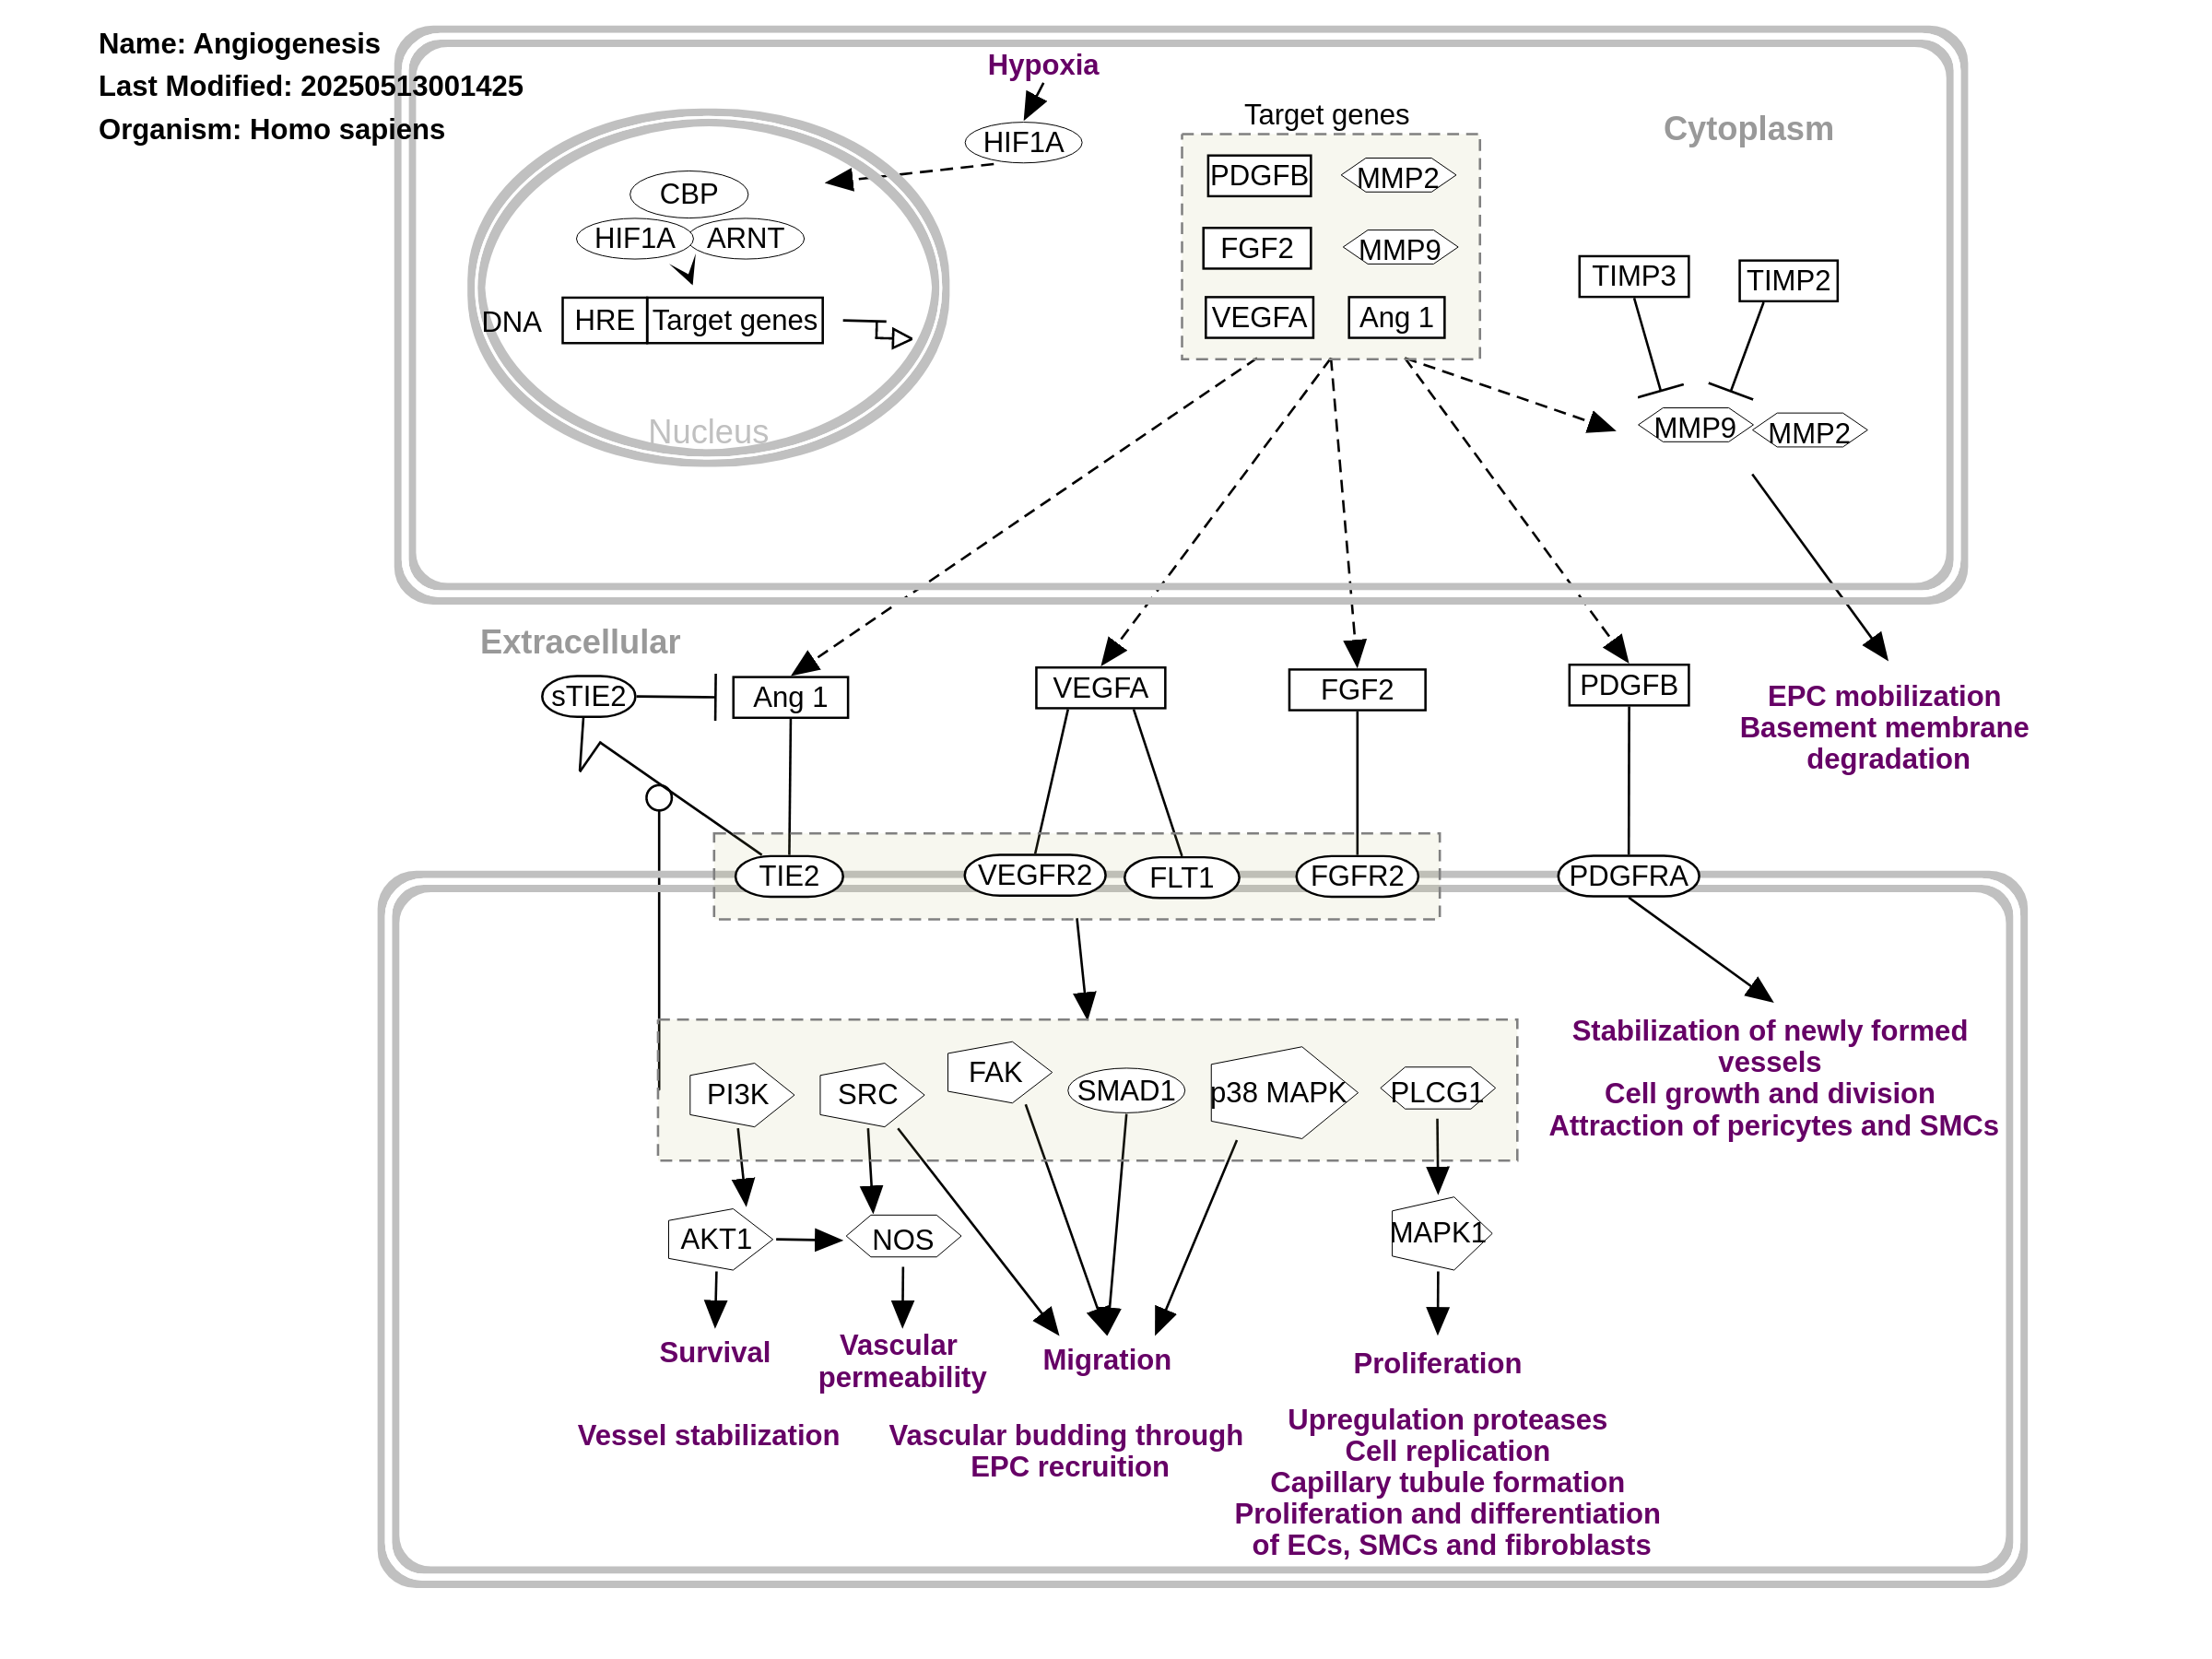 Name: Angiogenesis
Last Modified: 20250513001425
Organism: Homo sapiens
Hypoxia
HIF1A
Target genes
Cytoplasm
PDGFB
MMP2
FGF2
MMP9
VEGFA
Ang 1
CBP
HIF1A
ARNT
DNA
HRE
Target genes
Nucleus
TIMP3
TIMP2
MMP9
MMP2
Extracellular
sTIE2
Ang 1
VEGFA
FGF2
PDGFB
EPC mobilization
Basement membrane
degradation
TIE2
VEGFR2
FLT1
FGFR2
PDGFRA
Stabilization of newly formed
vessels
Cell growth and division
Attraction of pericytes and SMCs
PI3K
SRC
FAK
SMAD1
p38 MAPK
PLCG1
AKT1
NOS
MAPK1
Survival
Vascular
permeability
Migration
Proliferation
Vessel stabilization
Vascular budding through
EPC recruition
Upregulation proteases
Cell replication
Capillary tubule formation
Proliferation and differentiation
of ECs, SMCs and fibroblasts